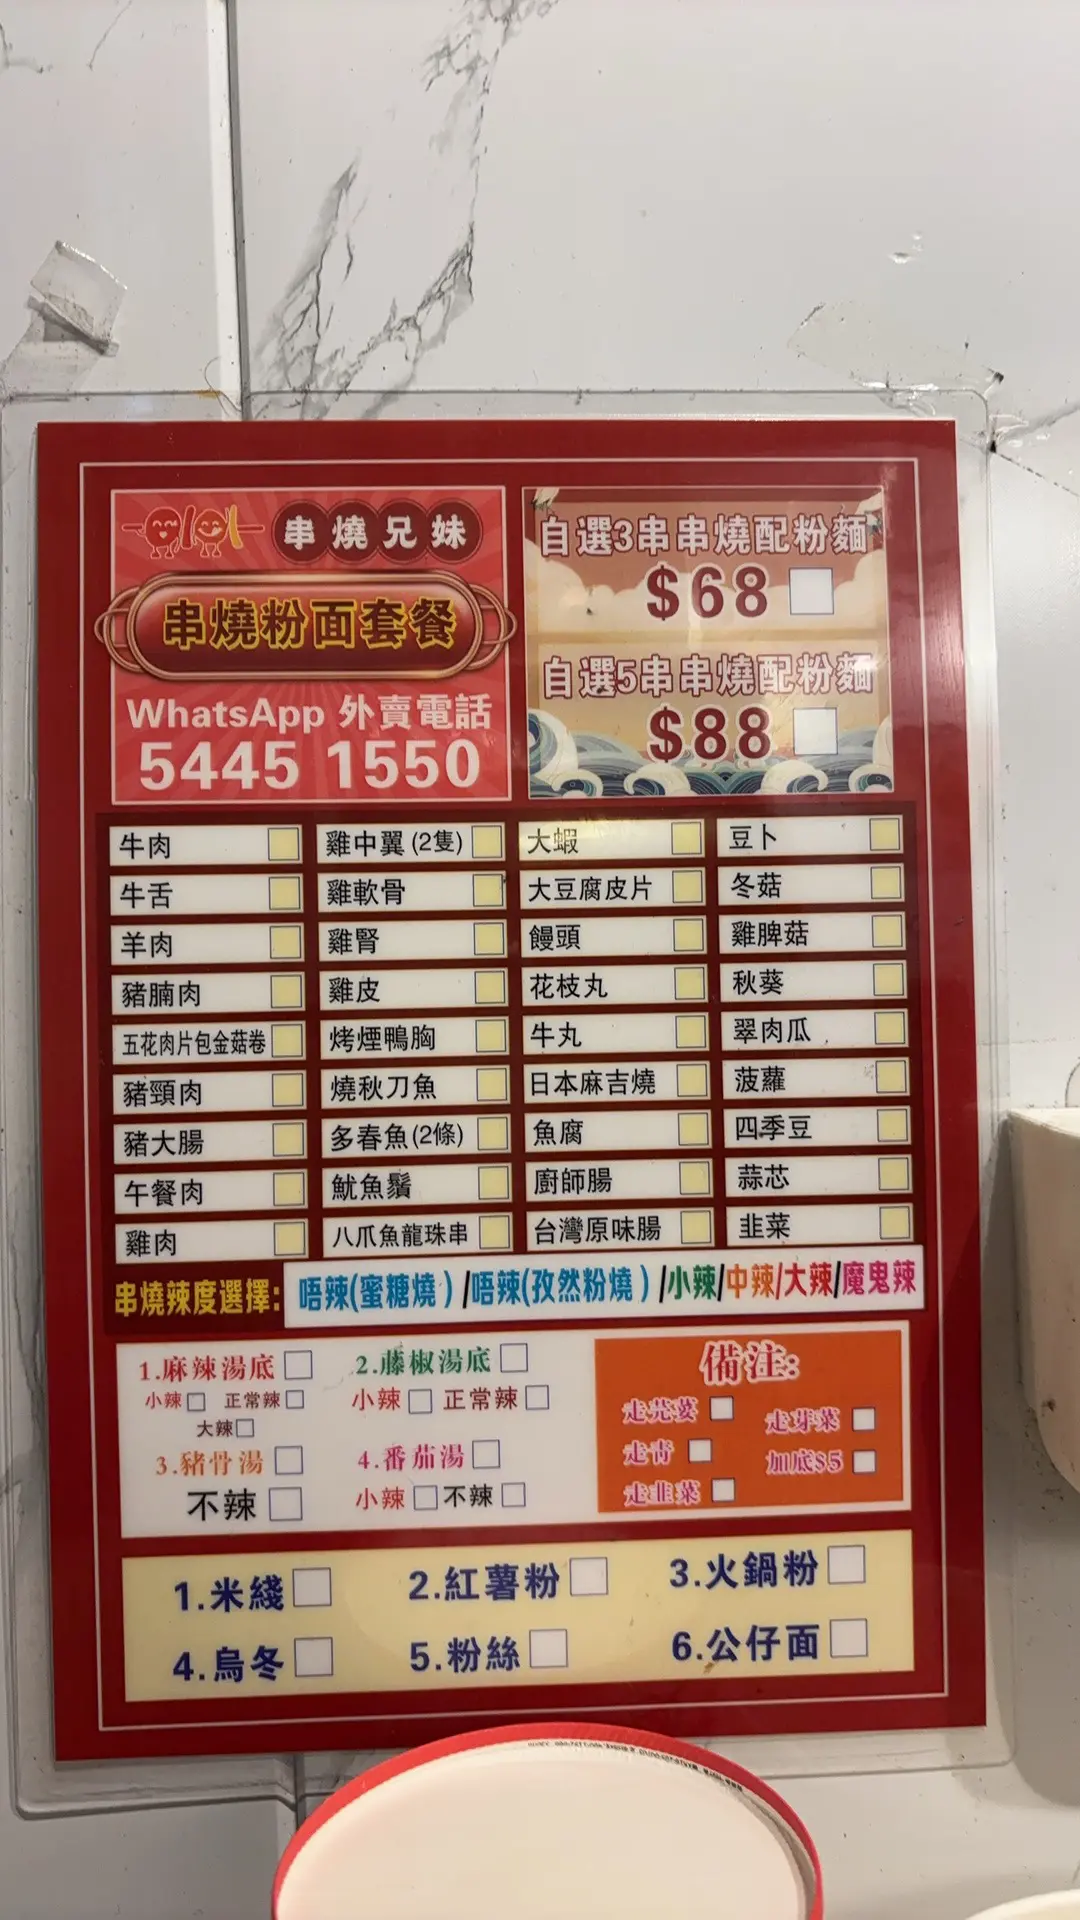 串燒兄妹
串燒粉面套餐
WhatsApp 外賣電話
5445 1550
自選3串串燒配粉麵
$68
自選5串串燒配粉麵
$88
牛肉 雞中翼(2隻) 大蝦 豆卜
牛舌 雞軟骨 大豆腐皮片 冬菇
羊肉 雞腎 饅頭 雞脾菇
豬腩肉 雞皮 花枝丸 秋葵
五花肉片包金菇卷 烤煙鴨胸 牛丸 翠肉瓜
豬頸肉 燒秋刀魚 日本麻吉燒 菠蘿
豬大腸 多春魚(2條) 魚腐 四季豆
午餐肉 魷魚鬚 廚師腸 蒜芯
雞肉 八爪魚龍珠串 台灣原味腸 韭菜
串燒辣度選擇: 唔辣(蜜糖燒)/唔辣(孜然粉燒)/小辣/中辣/大辣/魔鬼辣
1.麻辣湯底 2.藤椒湯底
小辣 正常辣 小辣 正常辣
大辣
3.豬骨湯 4.番茄湯
不辣 小辣 不辣
備注:
走芫荽 走芽菜
走青 加底$5
走韭菜
1.米綫 2.紅薯粉 3.火鍋粉
4.烏冬 5.粉絲 6.公仔面